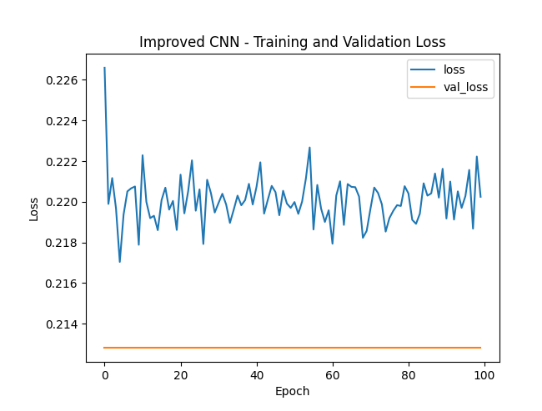 Improved CNN - Training and Validation Loss
loss
val_loss
0.226
0.224
0.222
0.220
0.218
0.216
0.214
Loss
0
20
40
60
80
100
Epoch